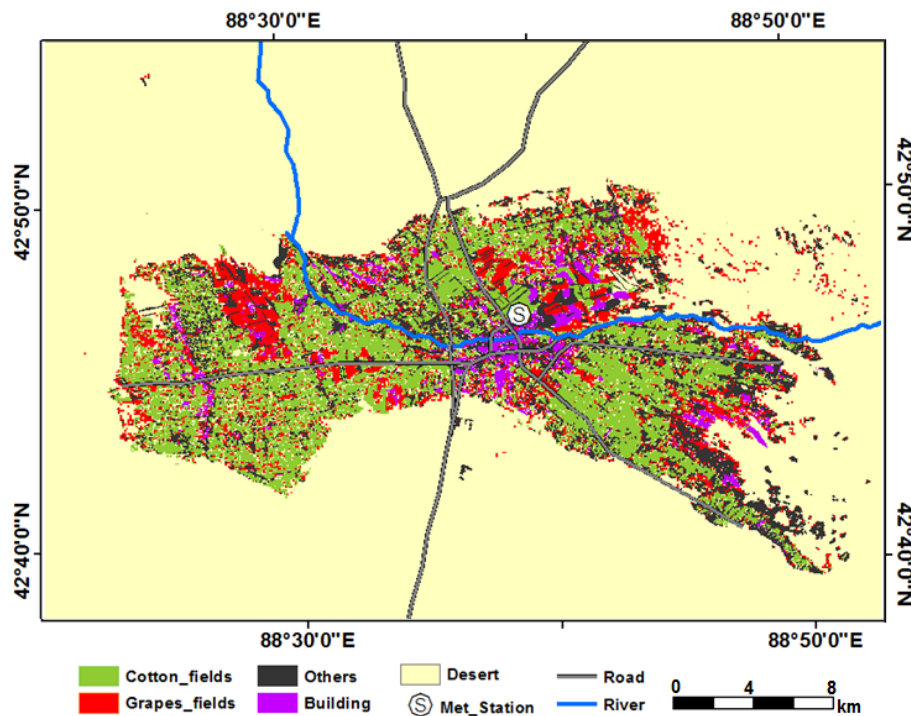 88°30'0"E 88°50'0"E
42°50'0"N 42°50'0"N
S
42°40'0"N 42°40'0"N
88°30'0"E 88°50'0"E
Cotton_fields Others Desert Road 0 4 8
Grapes_fields Building S Met_Station River km